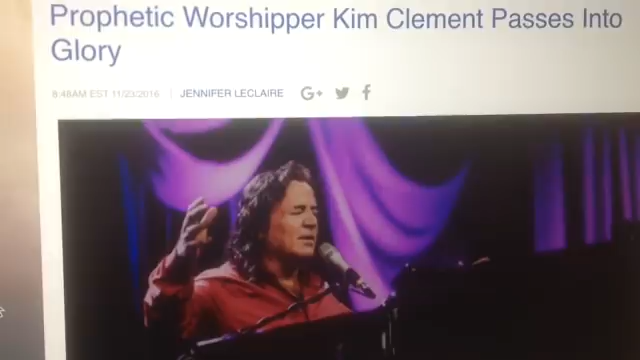 Prophetic Worshipper Kim Clement Passes Into
Glory
8:48AM EST 11/23/2016 | JENNIFER LECLAIRE G+ f